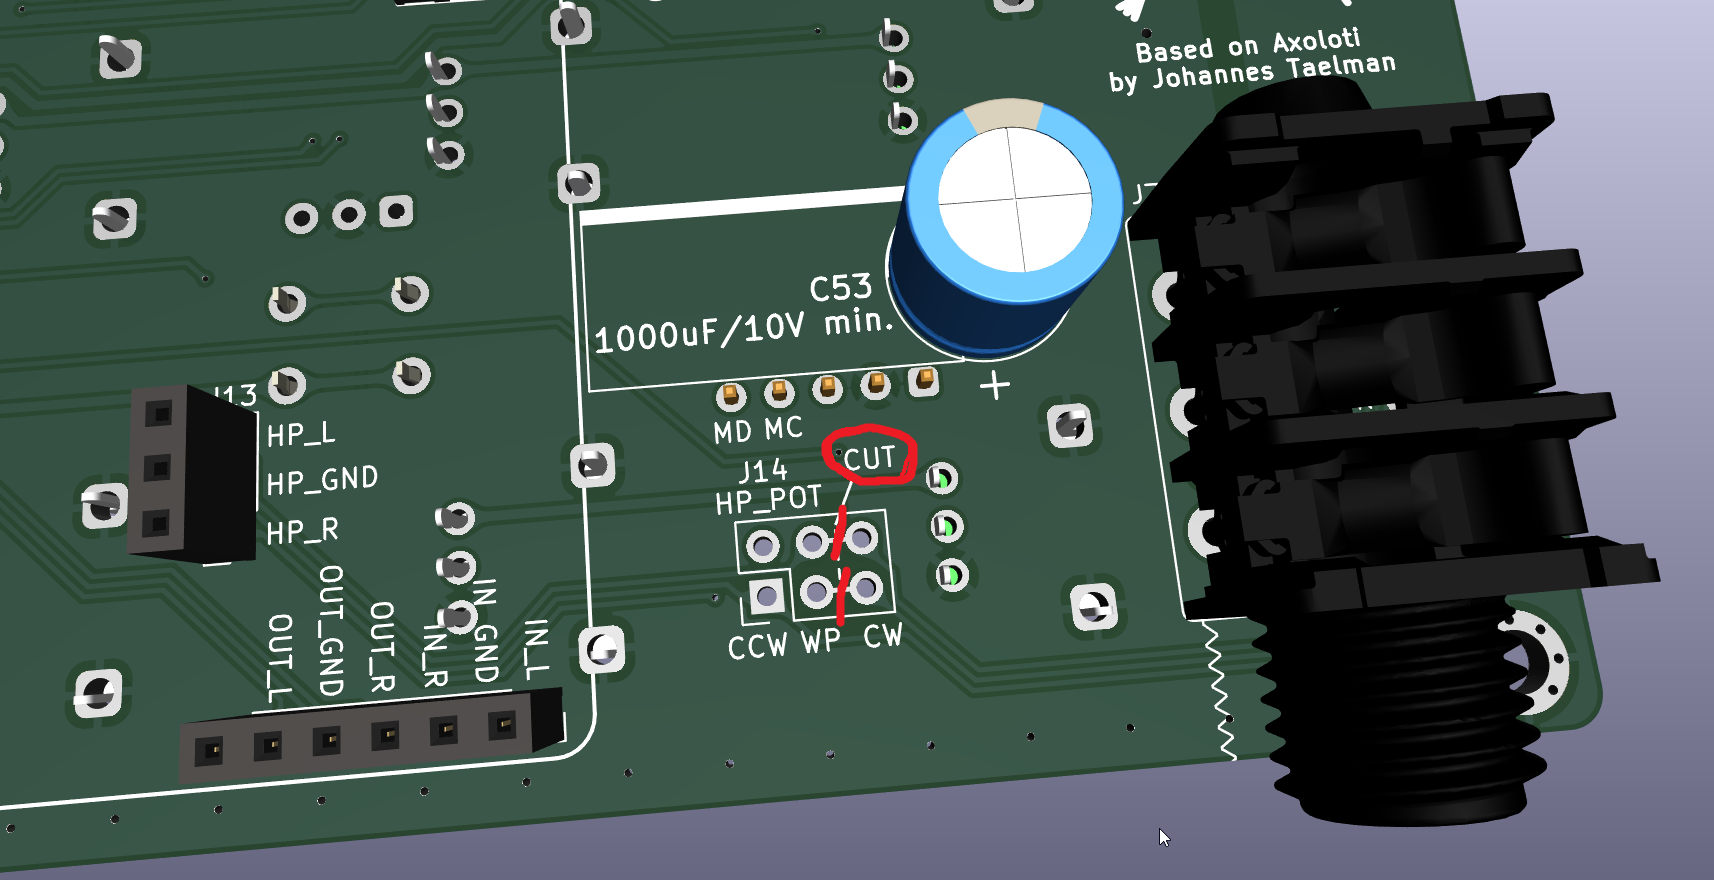 Based on Axoloti
by Johannes Taelman
C53
1000uF/10V min.
+
J13
HP_L
HP_GND
HP_R
MD MC
CUT
J14
HP_POT
CCW WP CW
OUT_L
OUT_GND
OUT_R
IN_R
IN_GND
IN_L